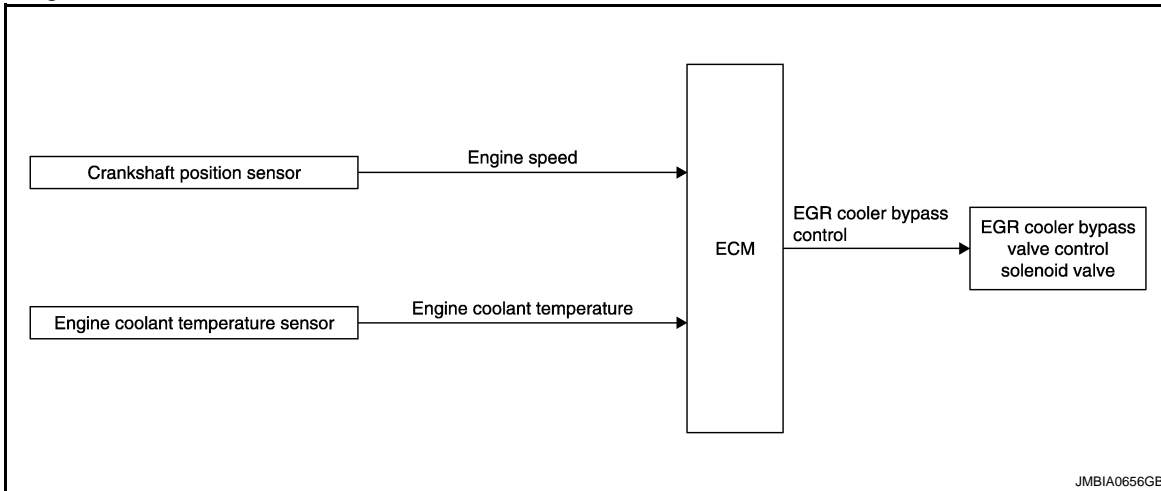 Crankshaft position sensor
Engine speed
Engine coolant temperature sensor
Engine coolant temperature
ECM
EGR cooler bypass
control
EGR cooler bypass
valve control
solenoid valve
JMBIA0656GB